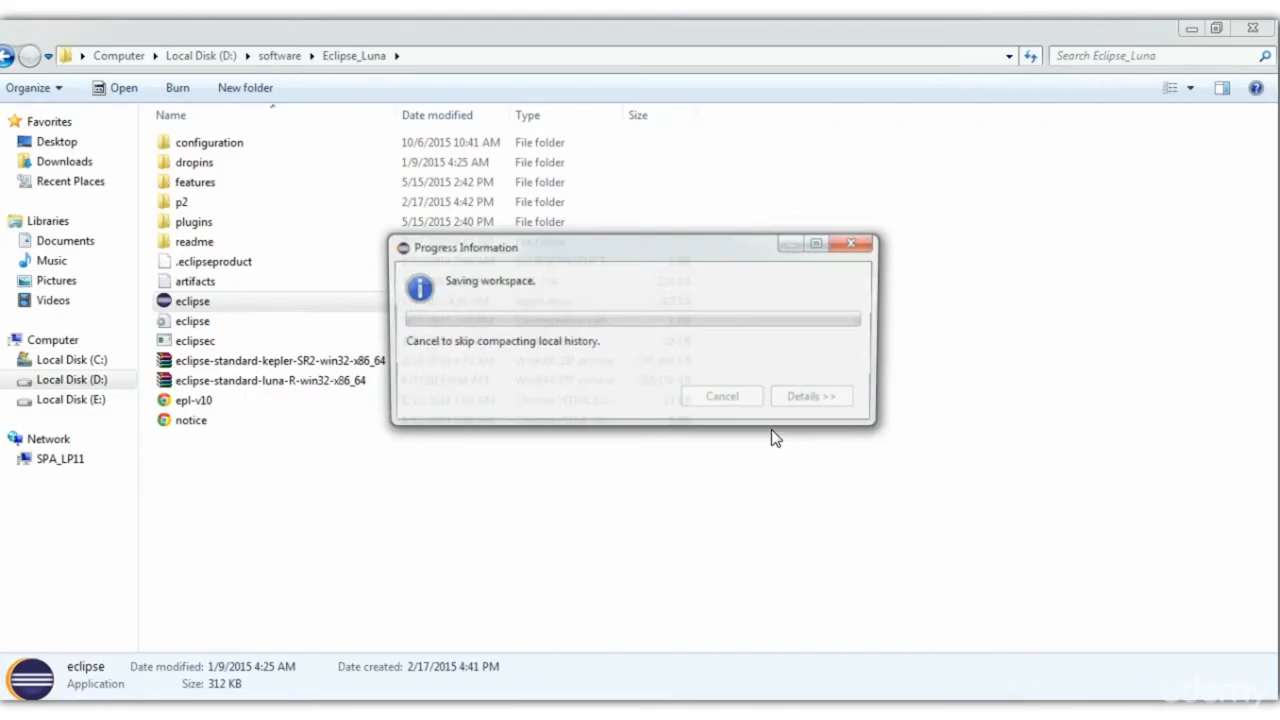 Computer Local Disk (D:) software Eclipse_Luna Search Eclipse_Luna
Organize Open Burn New folder
Name Date modified Type Size
Favorites
Desktop
Downloads
Recent Places
Libraries
Documents
Music
Pictures
Videos
Computer
Local Disk (C:)
Local Disk (D:)
Local Disk (E:)
Network
SPA_LP11
configuration 10/6/2015 10:41 AM File folder
dropins 1/9/2015 4:25 AM File folder
features 5/15/2015 2:42 PM File folder
p2 2/17/2015 4:42 PM File folder
plugins 5/15/2015 2:40 PM File folder
readme
.eclipseproduct
artifacts
eclipse
eclipse
eclipsec
eclipse-standard-kepler-SR2-win32-x86_64
eclipse-standard-luna-R-win32-x86_64
epl-v10
notice
Progress Information
Saving workspace.
Cancel to skip compacting local history.
Cancel Details >>
eclipse Date modified: 1/9/2015 4:25 AM Date created: 2/17/2015 4:41 PM
Application Size: 312 KB
udemy